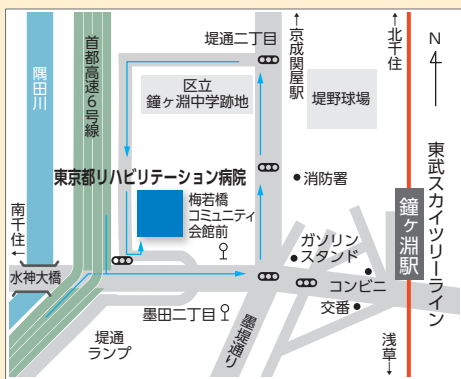 首都高速6号線
隅田川
堤通二丁目
↑京成関屋駅
↑北千住
N
区立
鐘ヶ淵中学跡地
堤野球場
東京都リハビリテーション病院
消防署
梅若橋
コミュニティ
会館前
南千住←
水神大橋
ガソリン
スタンド
コンビニ
交番
鐘ヶ淵駅
東武スカイツリーライン
墨田二丁目
墨堤通り
堤通
ランプ
浅草→